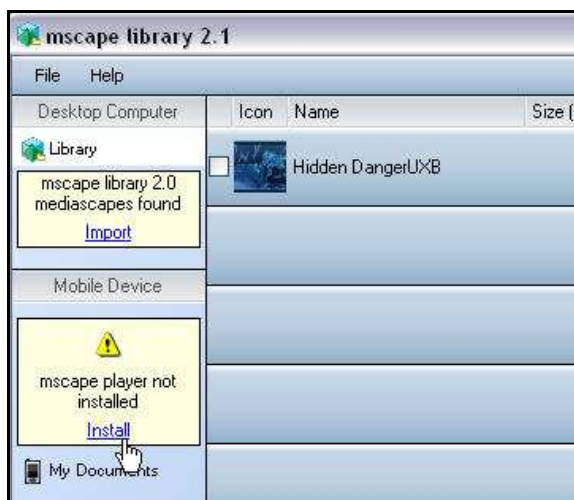 mscape library 2.1
File Help
Desktop Computer
Icon Name Size (
Library
Hidden DangerUXB
mscape library 2.0
mediascapes found
Import
Mobile Device
mscape player not
installed
Install
My Documents